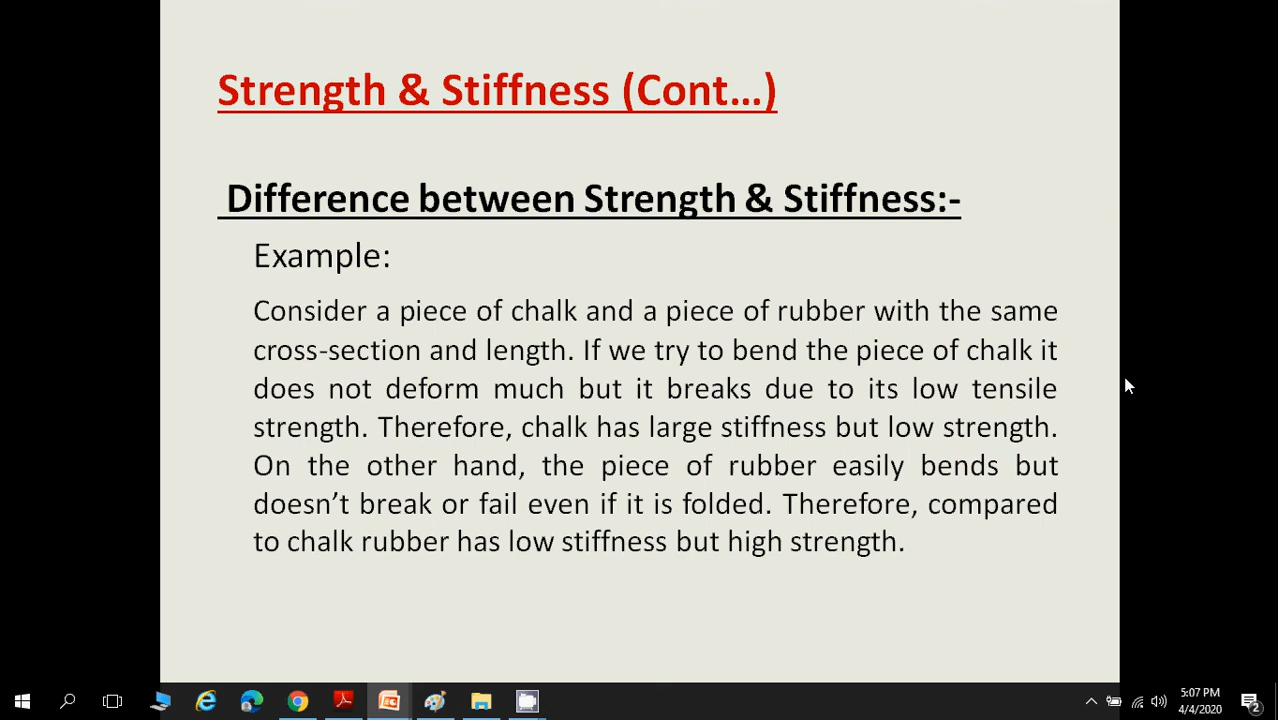 Strength & Stiffness (Cont…)
Difference between Strength & Stiffness:-
Example:
Consider a piece of chalk and a piece of rubber with the same
cross-section and length. If we try to bend the piece of chalk it
does not deform much but it breaks due to its low tensile
strength. Therefore, chalk has large stiffness but low strength.
On the other hand, the piece of rubber easily bends but
doesn’t break or fail even if it is folded. Therefore, compared
to chalk rubber has low stiffness but high strength.
5:07 PM
4/4/2020
2